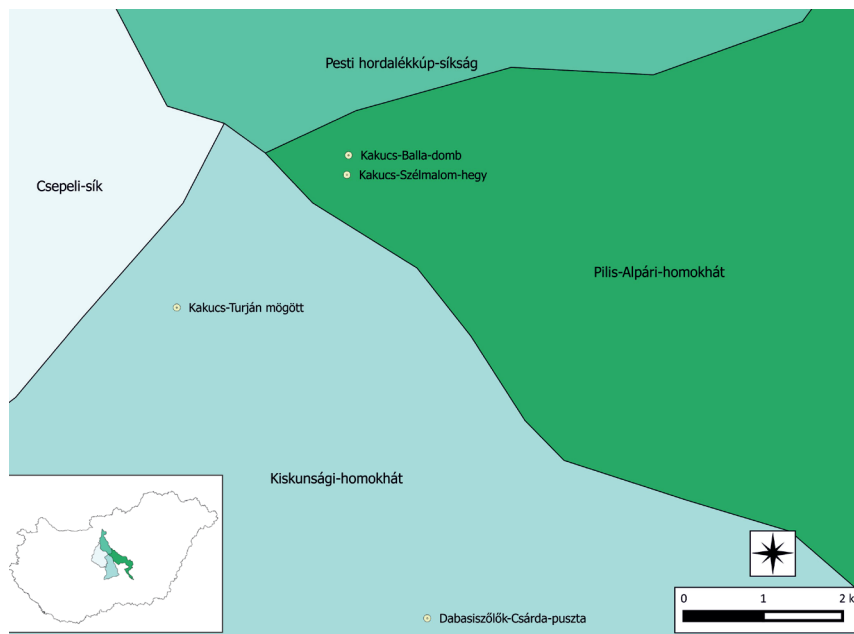 Pesti hordalékkúp-síkság
Kakucs-Balla-domb
Kakucs-Szélmalom-hegy
Csepeli-sík
Pilis-Alpári-homokhát
Kakucs-Turján mögött
Kiskunsági-homokhát
Dabasiszőlők-Csárda-puszta
0 1 2 k